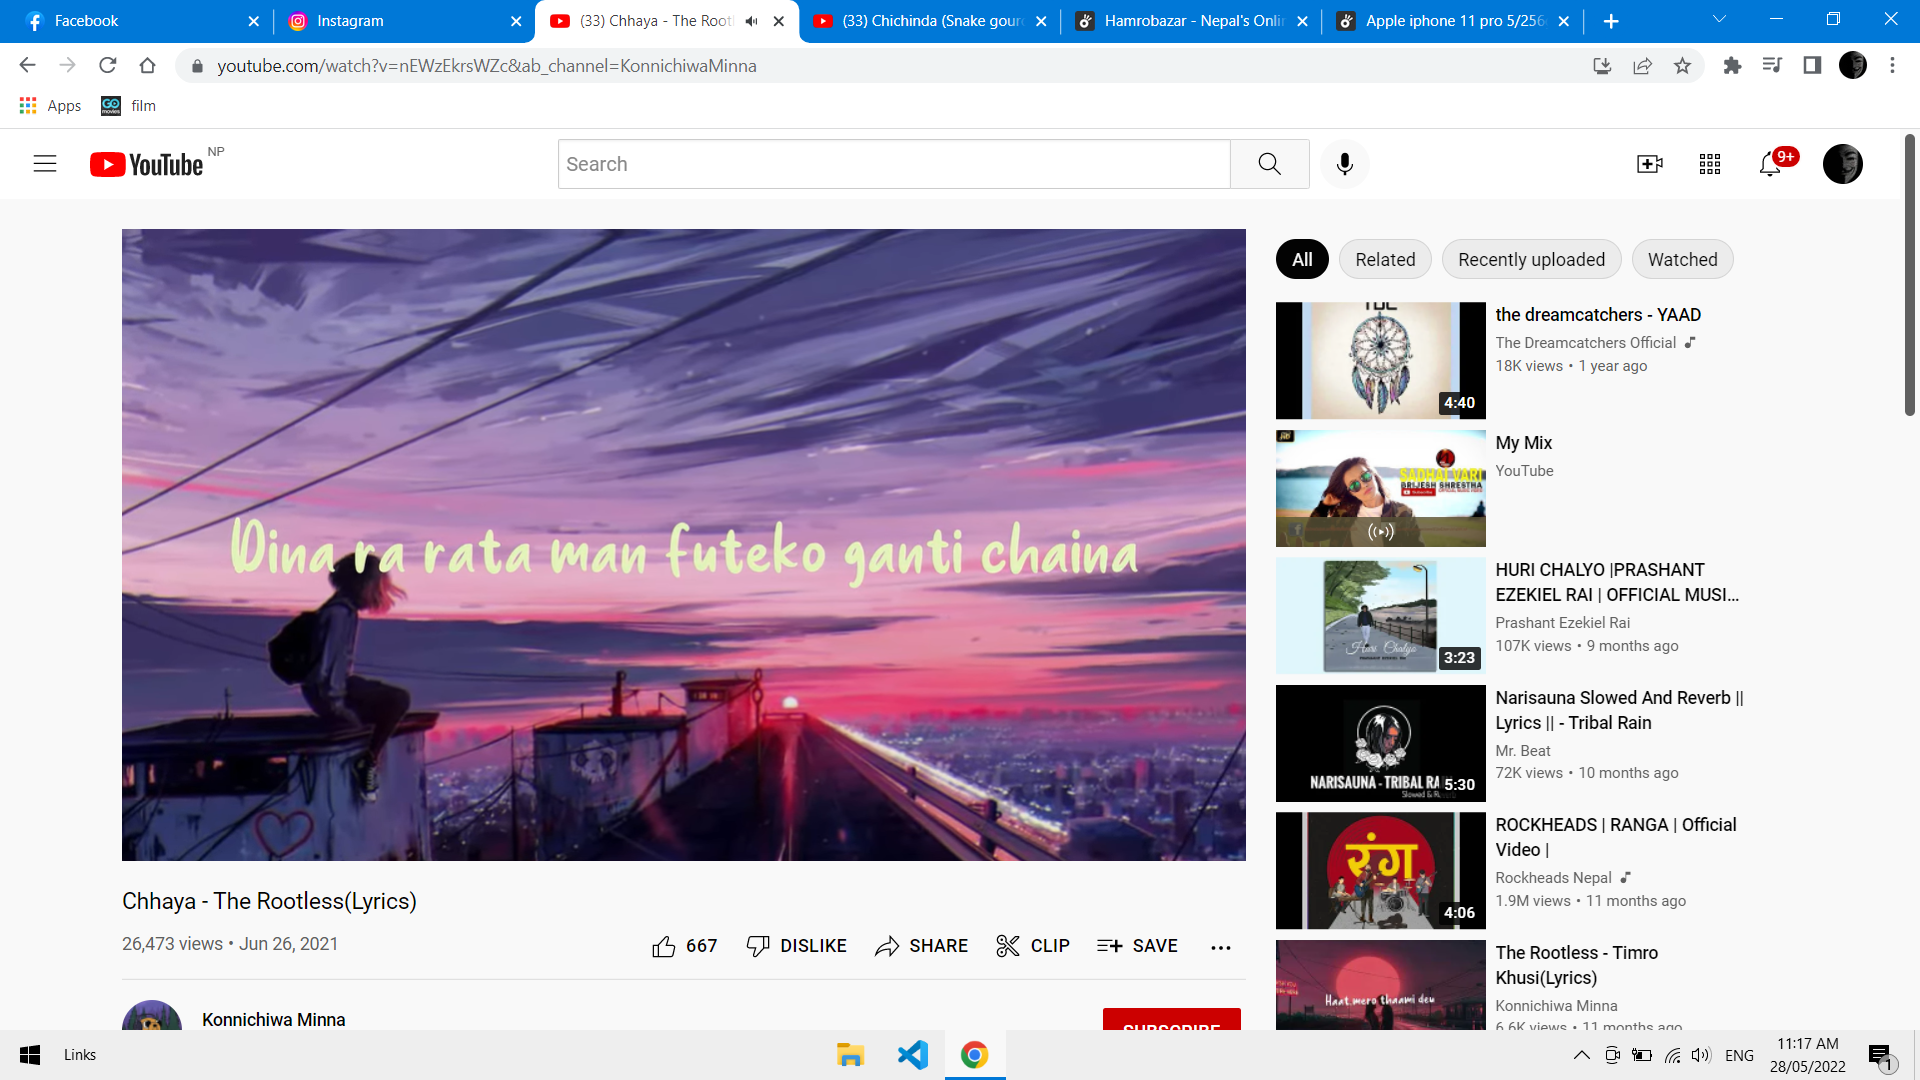 Facebook
Instagram
(33) Chhaya - The Rootl
(33) Chichinda (Snake gour
Hamrobazar - Nepal's Onli
Apple iphone 11 pro 5/256
youtube.com/watch?v=nEWzEkrsWZc&ab_channel=KonnichiwaMinna
Apps
GO movies
film
YouTube NP
Search
9+
Dina ra rata man futeko ganti chaina
Chhaya - The Rootless(Lyrics)
26,473 views • Jun 26, 2021
667
DISLIKE
SHARE
CLIP
SAVE
Konnichiwa Minna
SUBSCRIBE
All
Related
Recently uploaded
Watched
4:40
the dreamcatchers - YAAD
The Dreamcatchers Official
18K views • 1 year ago
SADHAI VARI
BRIJESH SHRESTHA
My Mix
YouTube
Huri Chalyo
3:23
HURI CHALYO |PRASHANT
EZEKIEL RAI | OFFICIAL MUSI...
Prashant Ezekiel Rai
107K views • 9 months ago
NARISAUNA - TRIBAL RA
5:30
Narisauna Slowed And Reverb ||
Lyrics || - Tribal Rain
Mr. Beat
72K views • 10 months ago
रंग
4:06
ROCKHEADS | RANGA | Official
Video |
Rockheads Nepal
1.9M views • 11 months ago
Haat mero thaami deu
The Rootless - Timro
Khusi(Lyrics)
Konnichiwa Minna
6.6K views • 11 months ago
Links
ENG
11:17 AM
28/05/2022
1